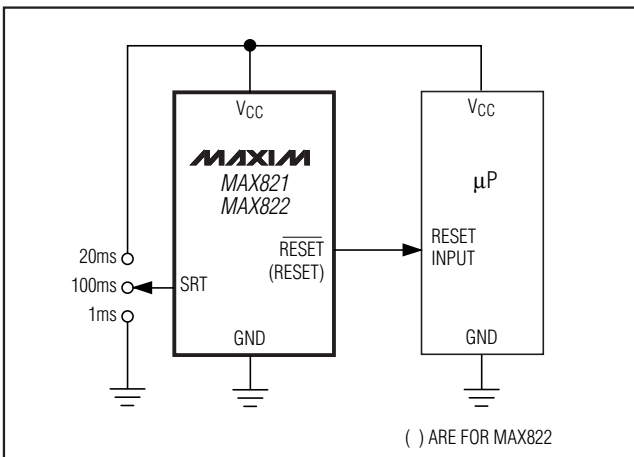 VCC
VCC
MAXIM
MAX821
MAX822
μP
20ms
100ms
1ms
SRT
RESET
(RESET)
RESET
INPUT
GND
GND
( ) ARE FOR MAX822